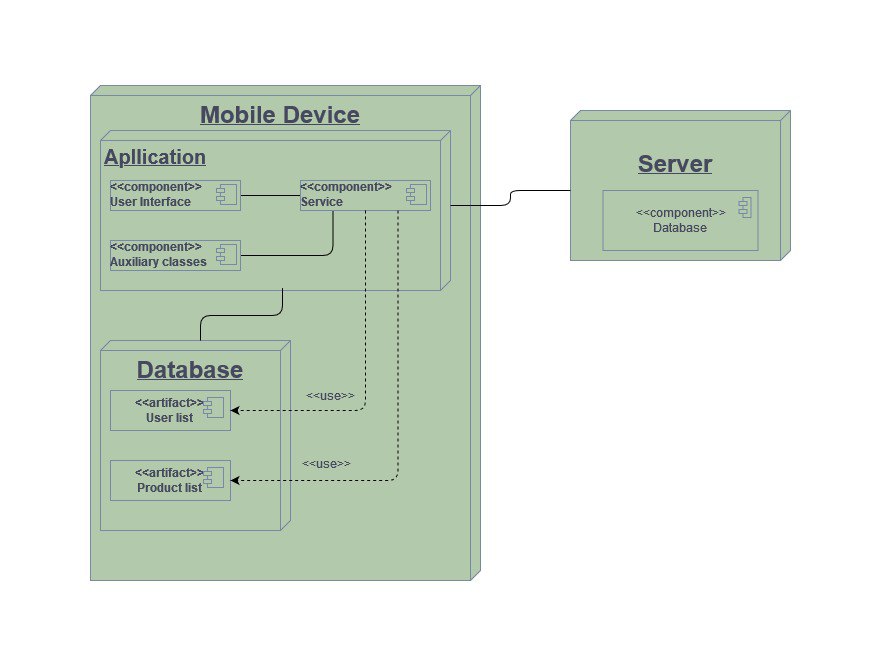 Mobile Device
Apllication
<<component>>
User Interface
<<component>>
Service
<<component>>
Auxiliary classes
Server
<<component>>
Database
Database
<<artifact>>
User list
<<use>>
<<artifact>>
Product list
<<use>>